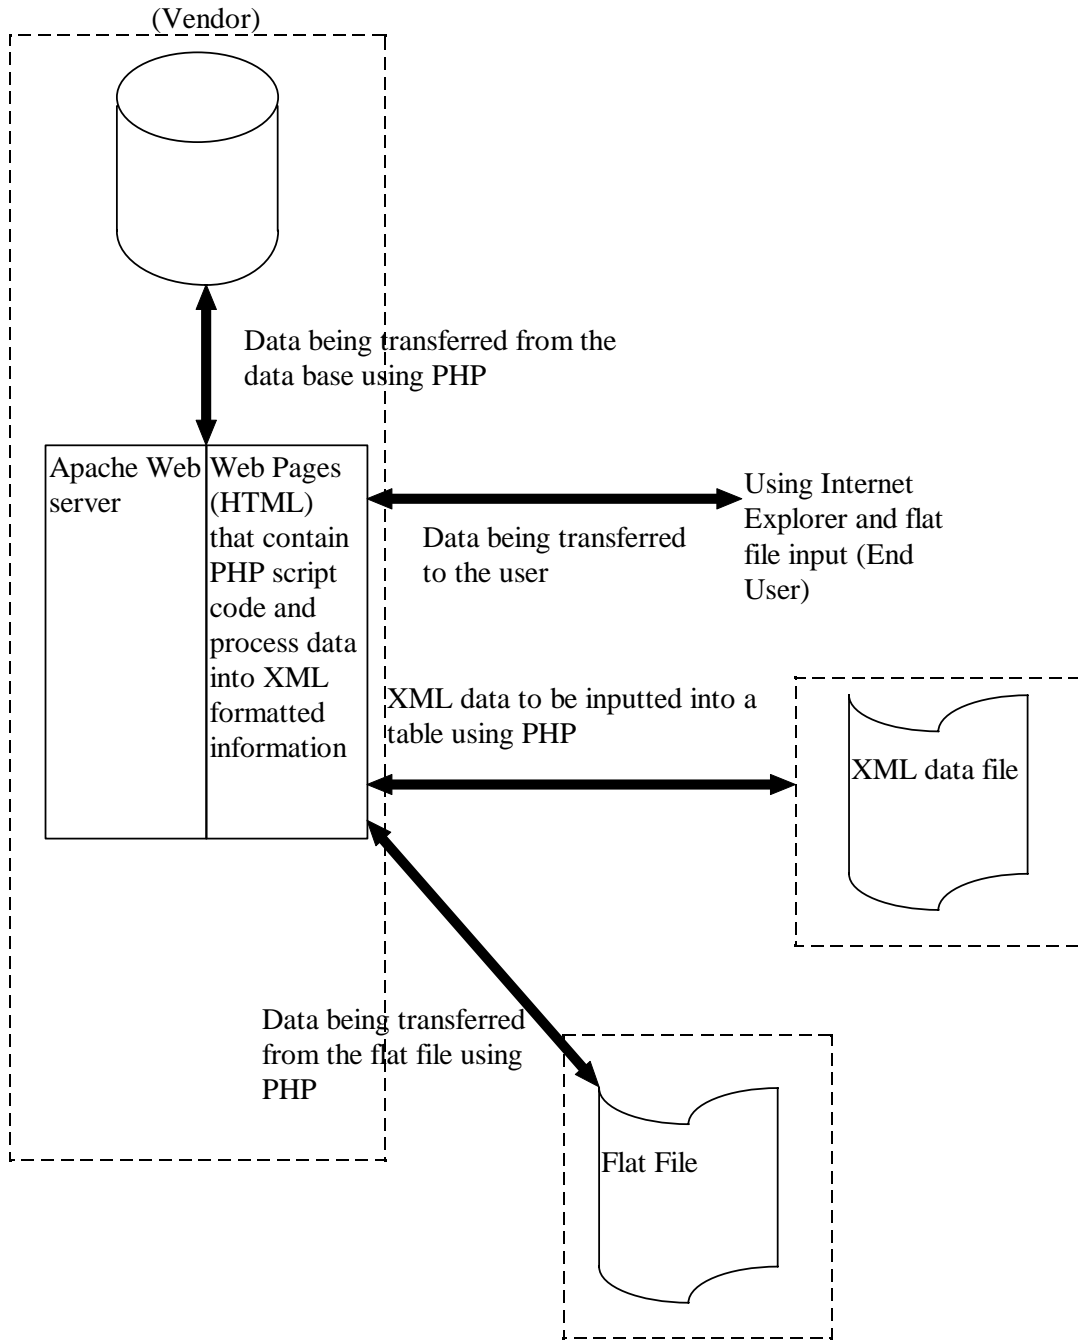 (Vendor)
Data being transferred from the
data base using PHP
Apache Web
server
Web Pages
(HTML)
that contain
PHP script
code and
process data
into XML
formatted
information
Using Internet
Explorer and flat
file input (End
User)
Data being transferred
to the user
XML data to be inputted into a
table using PHP
XML data file
Data being transferred
from the flat file using
PHP
Flat File